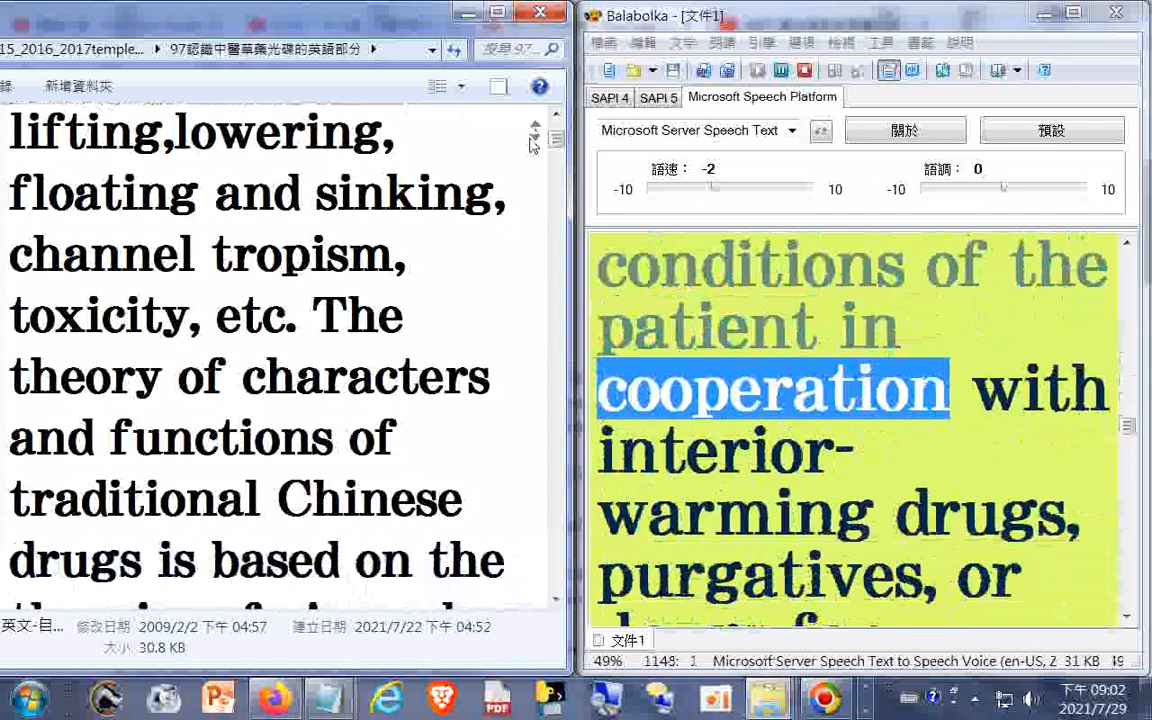 15_2016_2017temple...
97認識中醫草藥光碟的英語部分
搜尋 97...
錄
新增資料夾
lifting,lowering,
floating and sinking,
channel tropism,
toxicity, etc. The
theory of characters
and functions of
traditional Chinese
drugs is based on the
英文-自... 修改日期 2009/2/2 下午 04:57 建立日期 2021/7/22 下午 04:52
大小 30.8 KB
Balabolka - [文件1]
檔案 編輯 文字 朗讀 引擎 選項 檢視 工具 書籤 說明
SAPI 4 SAPI 5 Microsoft Speech Platform
Microsoft Server Speech Text
關於
預設
語速： -2
語調： 0
-10 10 -10 10
conditions of the
patient in
cooperation with
interior-
warming drugs,
purgatives, or
文件1
49% 1148: 1 Microsoft Server Speech Text to Speech Voice (en-US, Z 31 KB 49
PDF
下午 09:02
2021/7/29